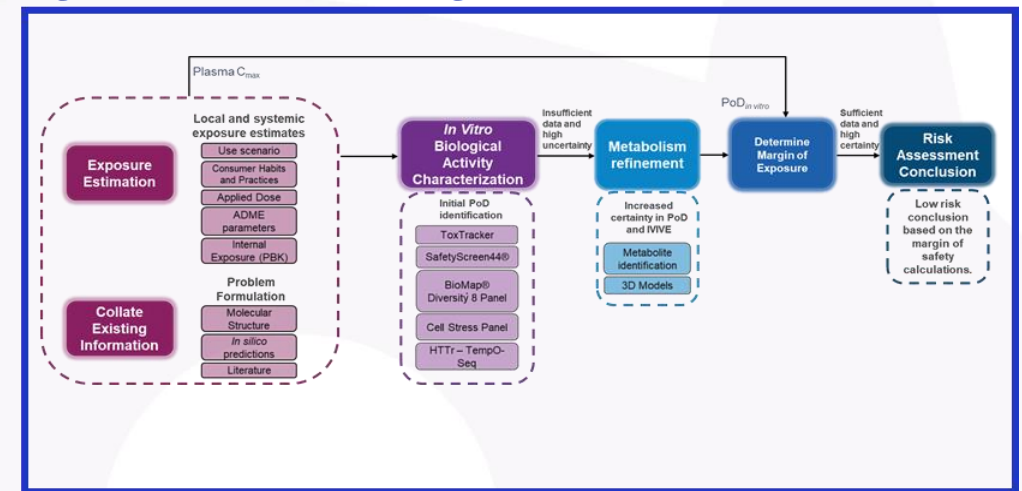 Plasma Cmax
Local and systemic
exposure estimates
Exposure
Estimation
Use scenario
Consumer Habits
and Practices
Applied Dose
ADME
parameters
Internal
Exposure (PBK)
Problem
Formulation
Collate
Existing
Information
Molecular
Structure
In silico
predictions
Literature
In Vitro
Biological
Activity
Characterization
Initial PoD
identification
ToxTracker
SafetyScreen44®
BioMap®
Diversity 8 Panel
Cell Stress Panel
HTTr – TempO-
Seq
Insufficient
data and
high
uncertainty
Metabolism
refinement
Increased
certainty in PoD
and IVIVE
Metabolite
identification
3D Models
PoDin vitro
Determine
Margin of
Exposure
Sufficient
data and
high
certainty
Risk
Assessment
Conclusion
Low risk
conclusion
based on the
margin of
safety
calculations.